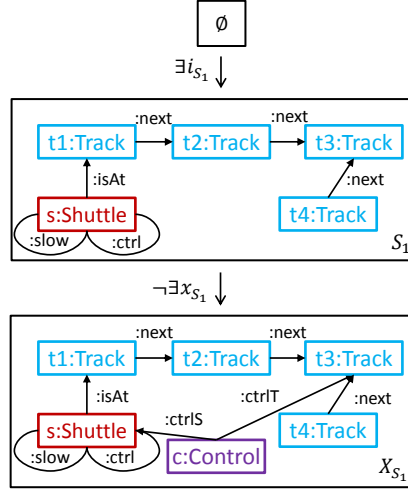 ∅
∃i_{S_1}
:next :next
t1:Track t2:Track t3:Track
:isAt :next
s:Shuttle t4:Track
:slow :ctrl S_1
¬∃x_{S_1}
:next :next
t1:Track t2:Track t3:Track
:isAt :ctrlT :next
:ctrlS
s:Shuttle t4:Track
:slow :ctrl c:Control X_{S_1}